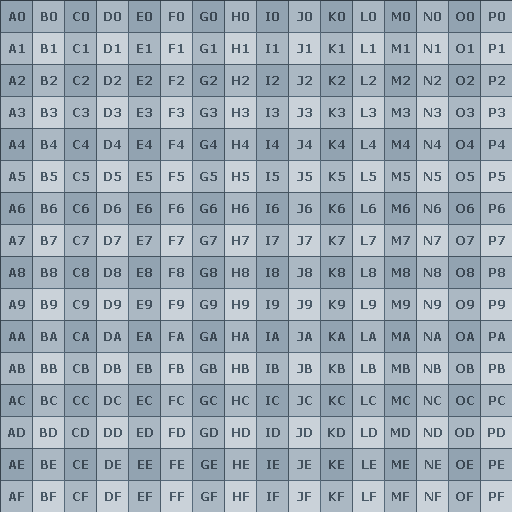 A0 B0 C0 D0 E0 F0 G0 H0 I0 J0 K0 L0 M0 N0 O0 P0
A1 B1 C1 D1 E1 F1 G1 H1 I1 J1 K1 L1 M1 N1 O1 P1
A2 B2 C2 D2 E2 F2 G2 H2 I2 J2 K2 L2 M2 N2 O2 P2
A3 B3 C3 D3 E3 F3 G3 H3 I3 J3 K3 L3 M3 N3 O3 P3
A4 B4 C4 D4 E4 F4 G4 H4 I4 J4 K4 L4 M4 N4 O4 P4
A5 B5 C5 D5 E5 F5 G5 H5 I5 J5 K5 L5 M5 N5 O5 P5
A6 B6 C6 D6 E6 F6 G6 H6 I6 J6 K6 L6 M6 N6 O6 P6
A7 B7 C7 D7 E7 F7 G7 H7 I7 J7 K7 L7 M7 N7 O7 P7
A8 B8 C8 D8 E8 F8 G8 H8 I8 J8 K8 L8 M8 N8 O8 P8
A9 B9 C9 D9 E9 F9 G9 H9 I9 J9 K9 L9 M9 N9 O9 P9
AA BA CA DA EA FA GA HA IA JA KA LA MA NA OA PA
AB BB CB DB EB FB GB HB IB JB KB LB MB NB OB PB
AC BC CC DC EC FC GC HC IC JC KC LC MC NC OC PC
AD BD CD DD ED FD GD HD ID JD KD LD MD ND OD PD
AE BE CE DE EE FE GE HE IE JE KE LE ME NE OE PE
AF BF CF DF EF FF GF HF IF JF KF LF MF NF OF PF